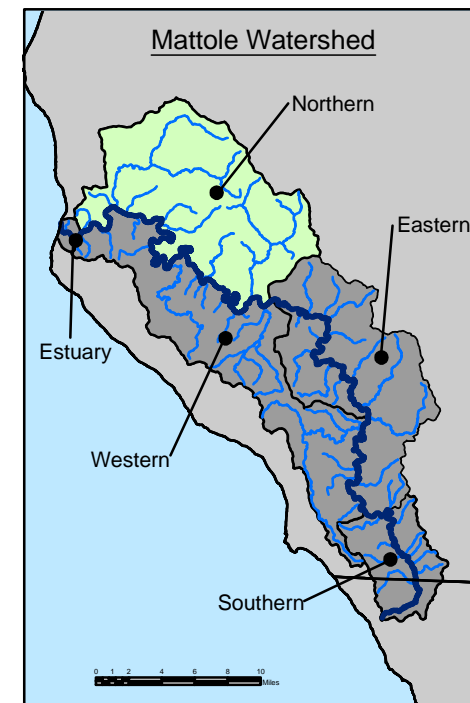 Mattole Watershed
Northern
Eastern
Estuary
Western
Southern
0 1 2 4 6 8 10
Miles